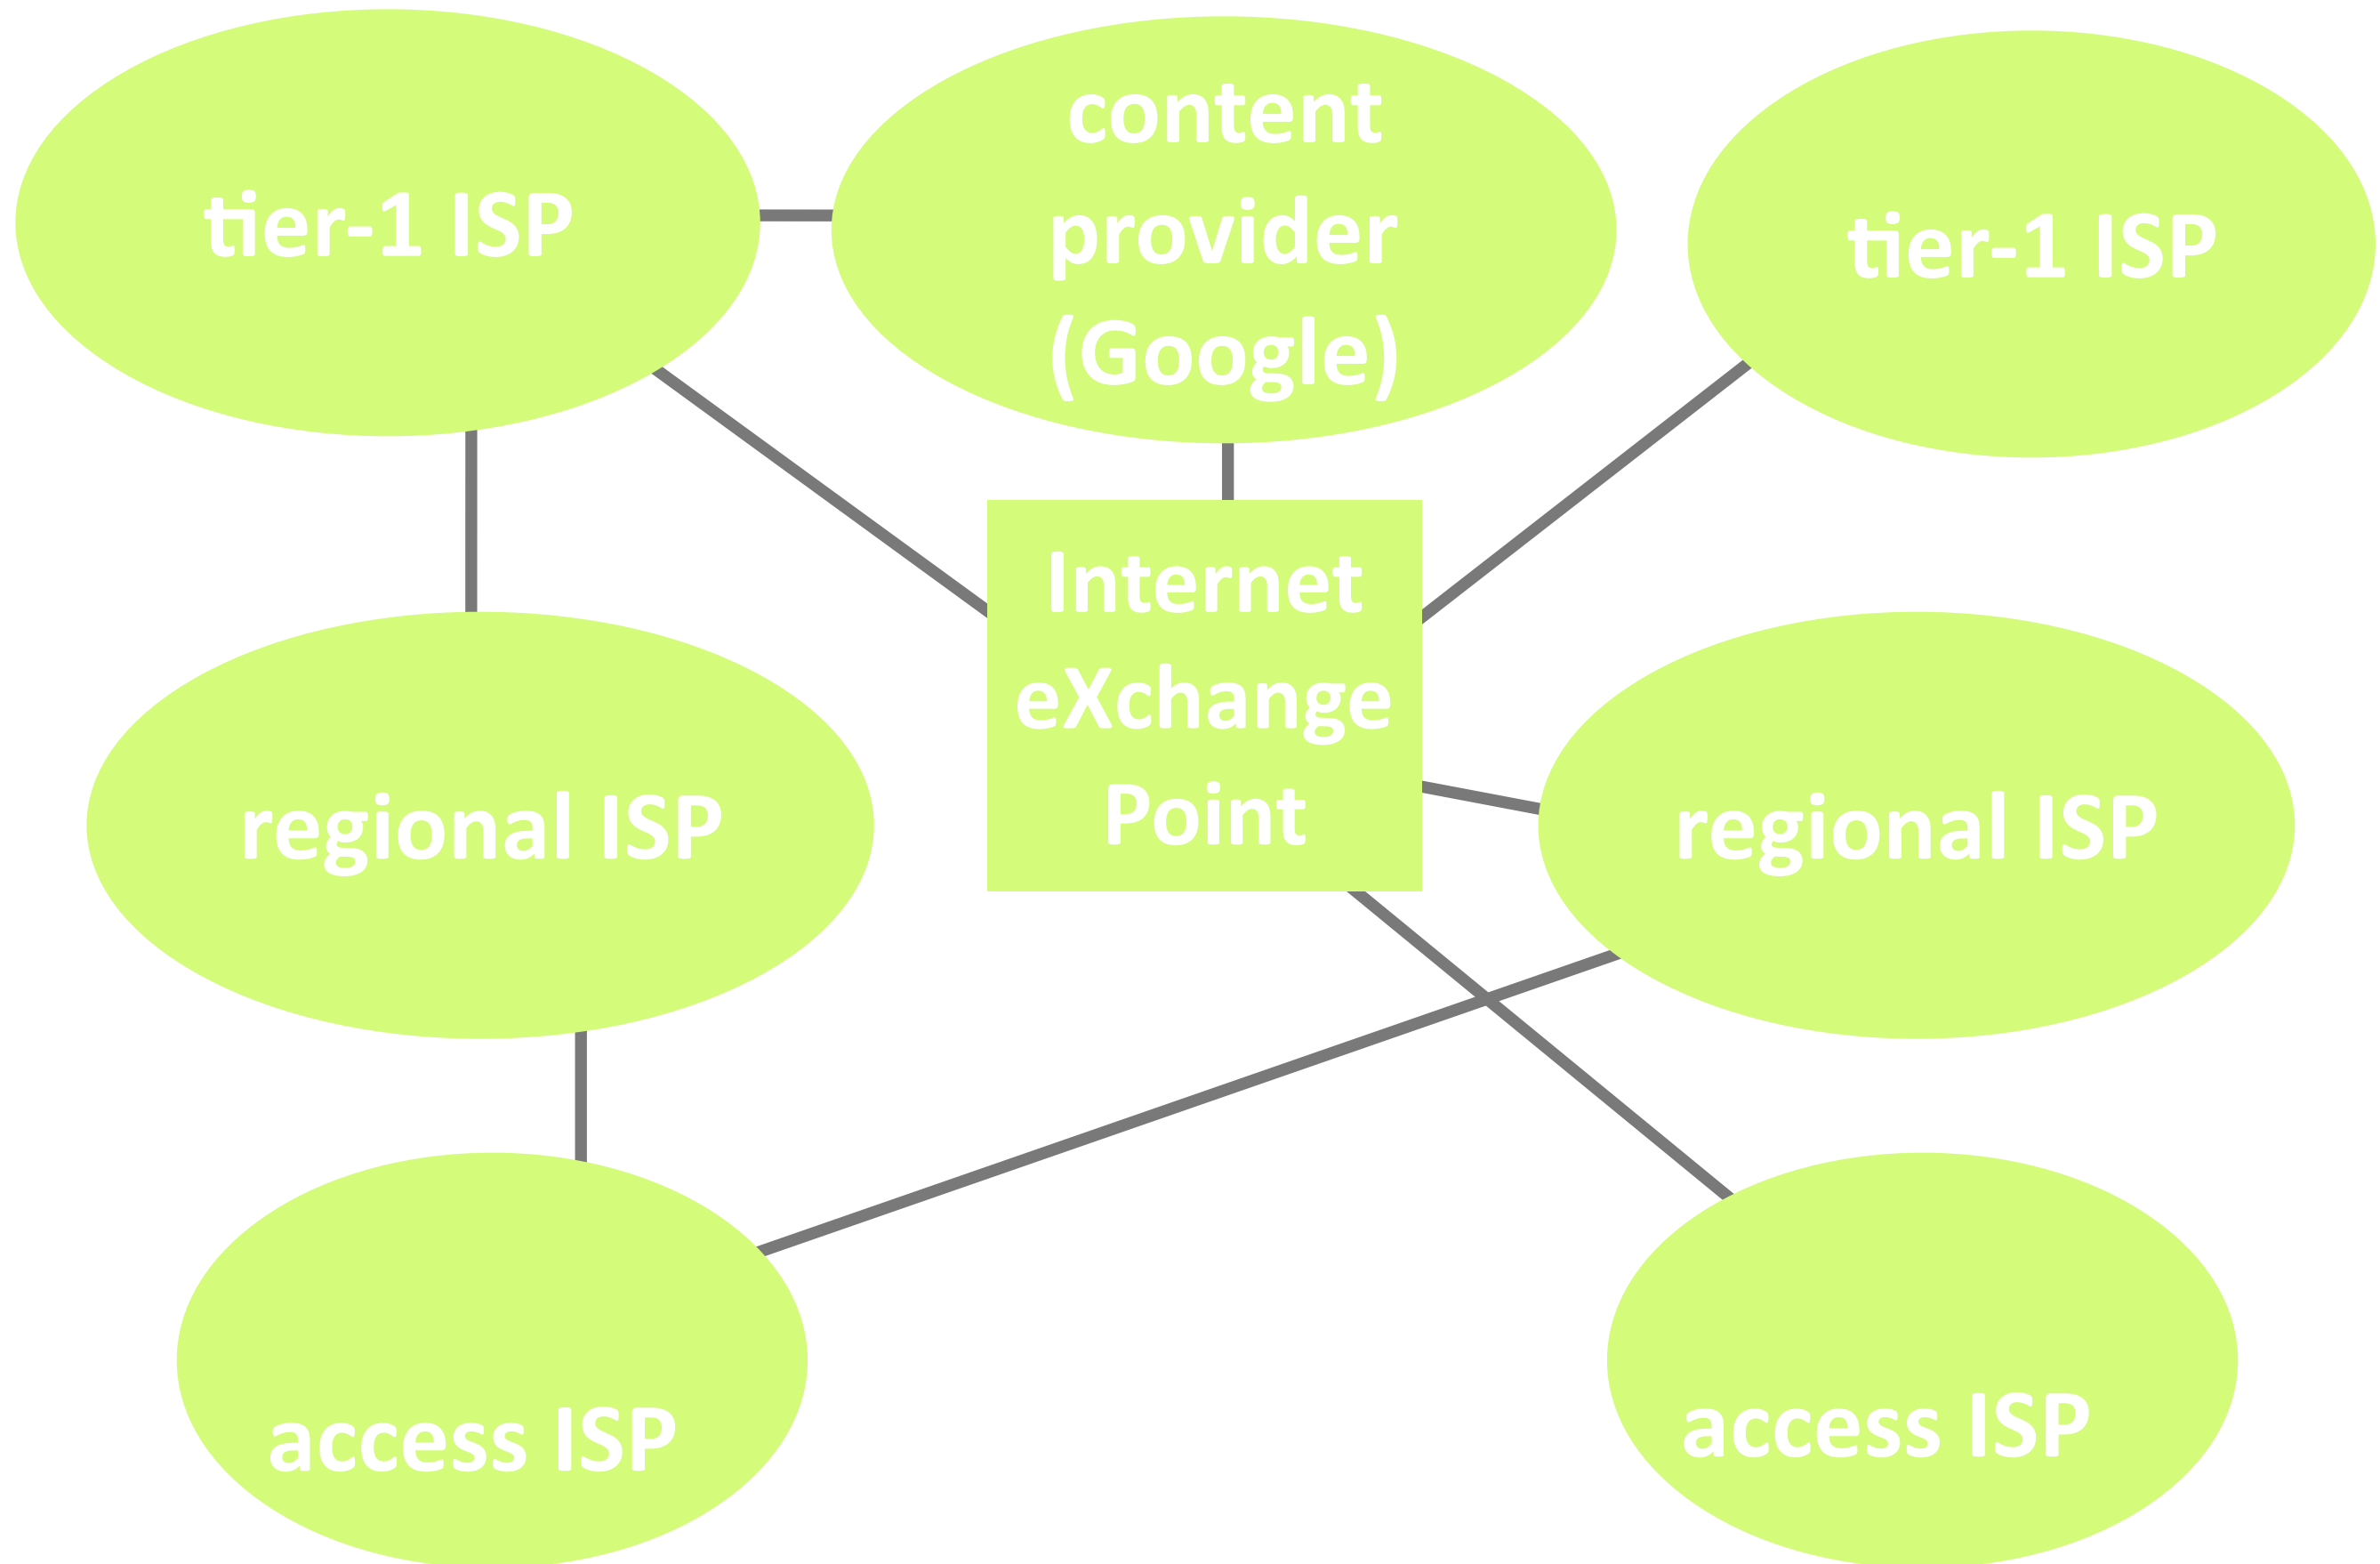 tier-1 ISP
content
provider
(Google)
tier-1 ISP
Internet
eXchange
Point
regional ISP
regional ISP
access ISP
access ISP